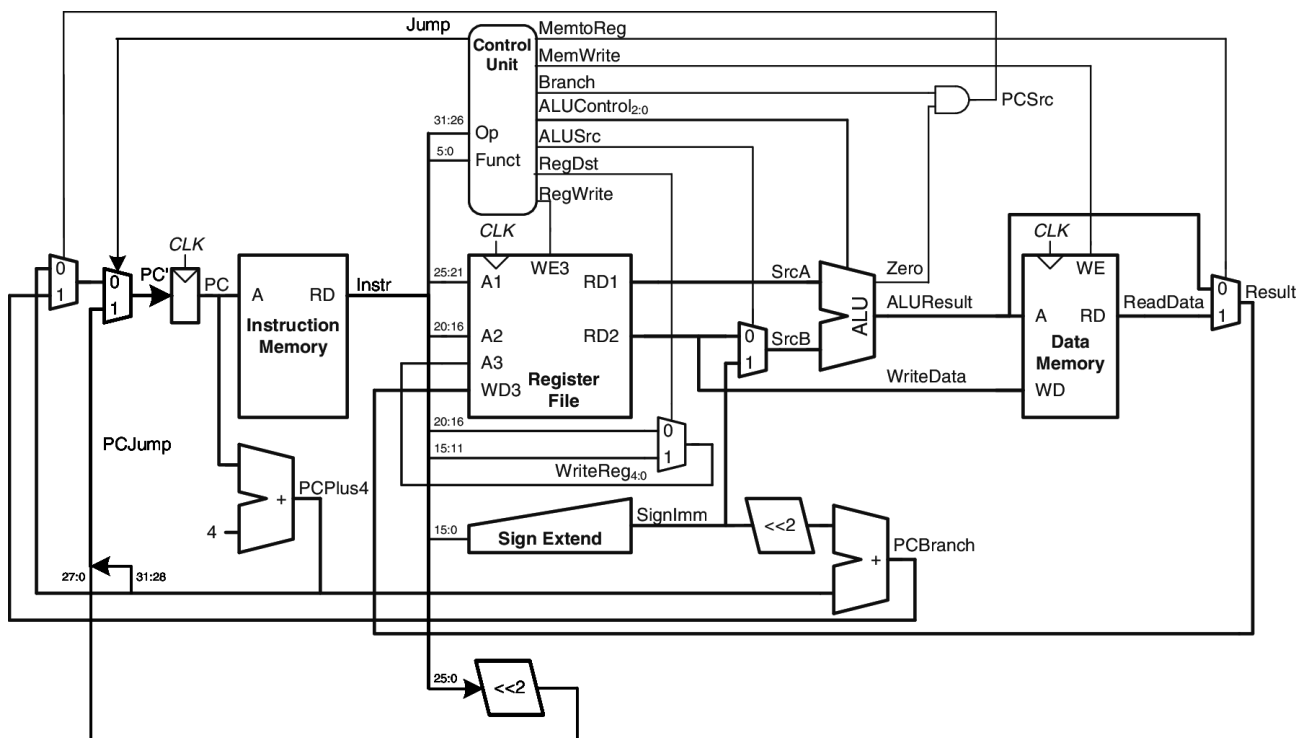 Jump
MemtoReg
Control
Unit
MemWrite
Branch
PCSrc
ALUControl2:0
31:26
Op
ALUSrc
5:0
Funct
RegDst
RegWrite
CLK
CLK
CLK
0
1
PC'
0
1
PC
A
RD
Instr
Instruction
Memory
25:21
A1
WE3
RD1
SrcA
Zero
WE
20:16
A2
RD2
0
1
SrcB
ALU
ALUResult
A
RD
ReadData
0
1
Result
Data
Memory
A3
WD3
Register
File
WriteData
WD
20:16
0
15:11
1
WriteReg4:0
PCJump
PCPlus4
+
4
SignImm
<<2
15:0
Sign Extend
PCBranch
+
27:0
31:28
25:0
<<2